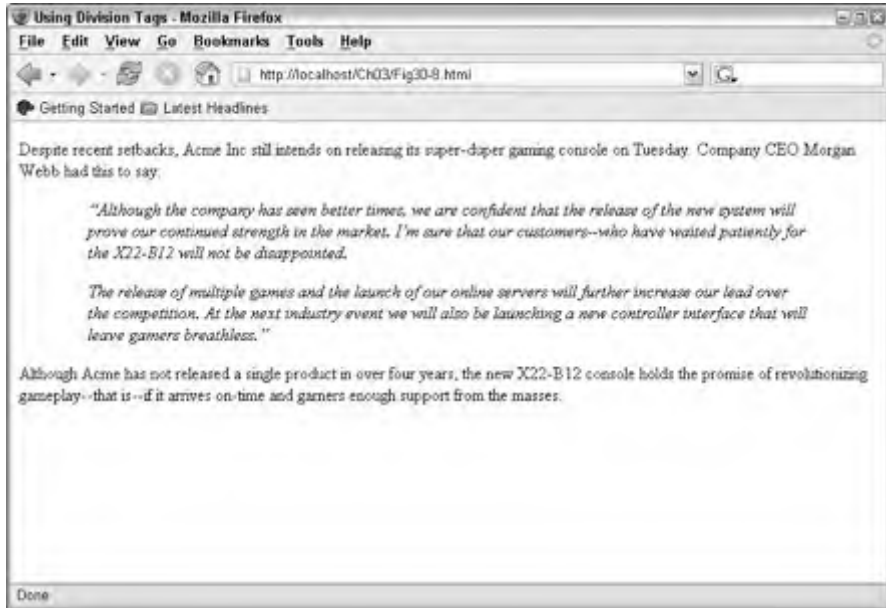 Using Division Tags - Mozilla Firefox
File Edit View Go Bookmarks Tools Help
http://localhost/Ch03/Fig30-8.html
G.
Getting Started Latest Headlines
Despite recent setbacks, Acme Inc still intends on releasing its super-duper gaming console on Tuesday. Company CEO Morgan
Webb had this to say:
“Although the company has seen better times, we are confident that the release of the new system will
prove our continued strength in the market. I'm sure that our customers--who have waited patiently for
the X22-B12 will not be disappointed.
The release of multiple games and the launch of our online servers will further increase our lead over
the competition. At the next industry event we will also be launching a new controller interface that will
leave gamers breathless.”
Although Acme has not released a single product in over four years, the new X22-B12 console holds the promise of revolutionizing
gameplay--that is--if it arrives on-time and garners enough support from the masses.
Done